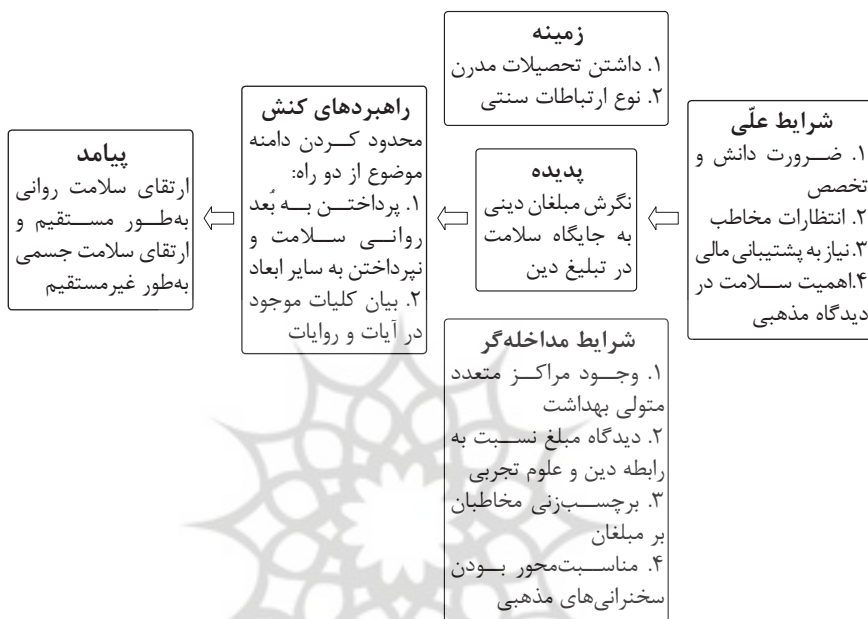 زمینه
۱. داشتن تحصیلات مدرن
۲. نوع ارتباطات سنتی
شرایط علّی
۱. ضرورت دانش و
تخصص
۲. انتظارات مخاطب
۳.نیاز به پشتیبانی مالی
۴.اهمیت سلامت در
دیدگاه مذهبی
پدیده
نگرش مبلغان دینی
به جایگاه سلامت
در تبلیغ دین
راهبردهای کنش
محدود کردن دامنه
موضوع از دو راه:
۱. پرداختن به بُعد
روانی سلامت و
نپرداختن به سایر ابعاد
۲. بیان کلیات موجود
در آیات و روایات
پیامد
ارتقای سلامت روانی
به‌طور مستقیم و
ارتقای سلامت جسمی
به‌طور غیرمستقیم
شرایط مداخله‌گر
۱. وجود مراکز متعدد
متولی بهداشت
۲. دیدگاه مبلغ نسبت به
رابطه دین و علوم تجربی
۳. برچسب‌زنی مخاطبان
بر مبلغان
۴. مناسبت‌محور بودن
سخنرانی‌های مذهبی